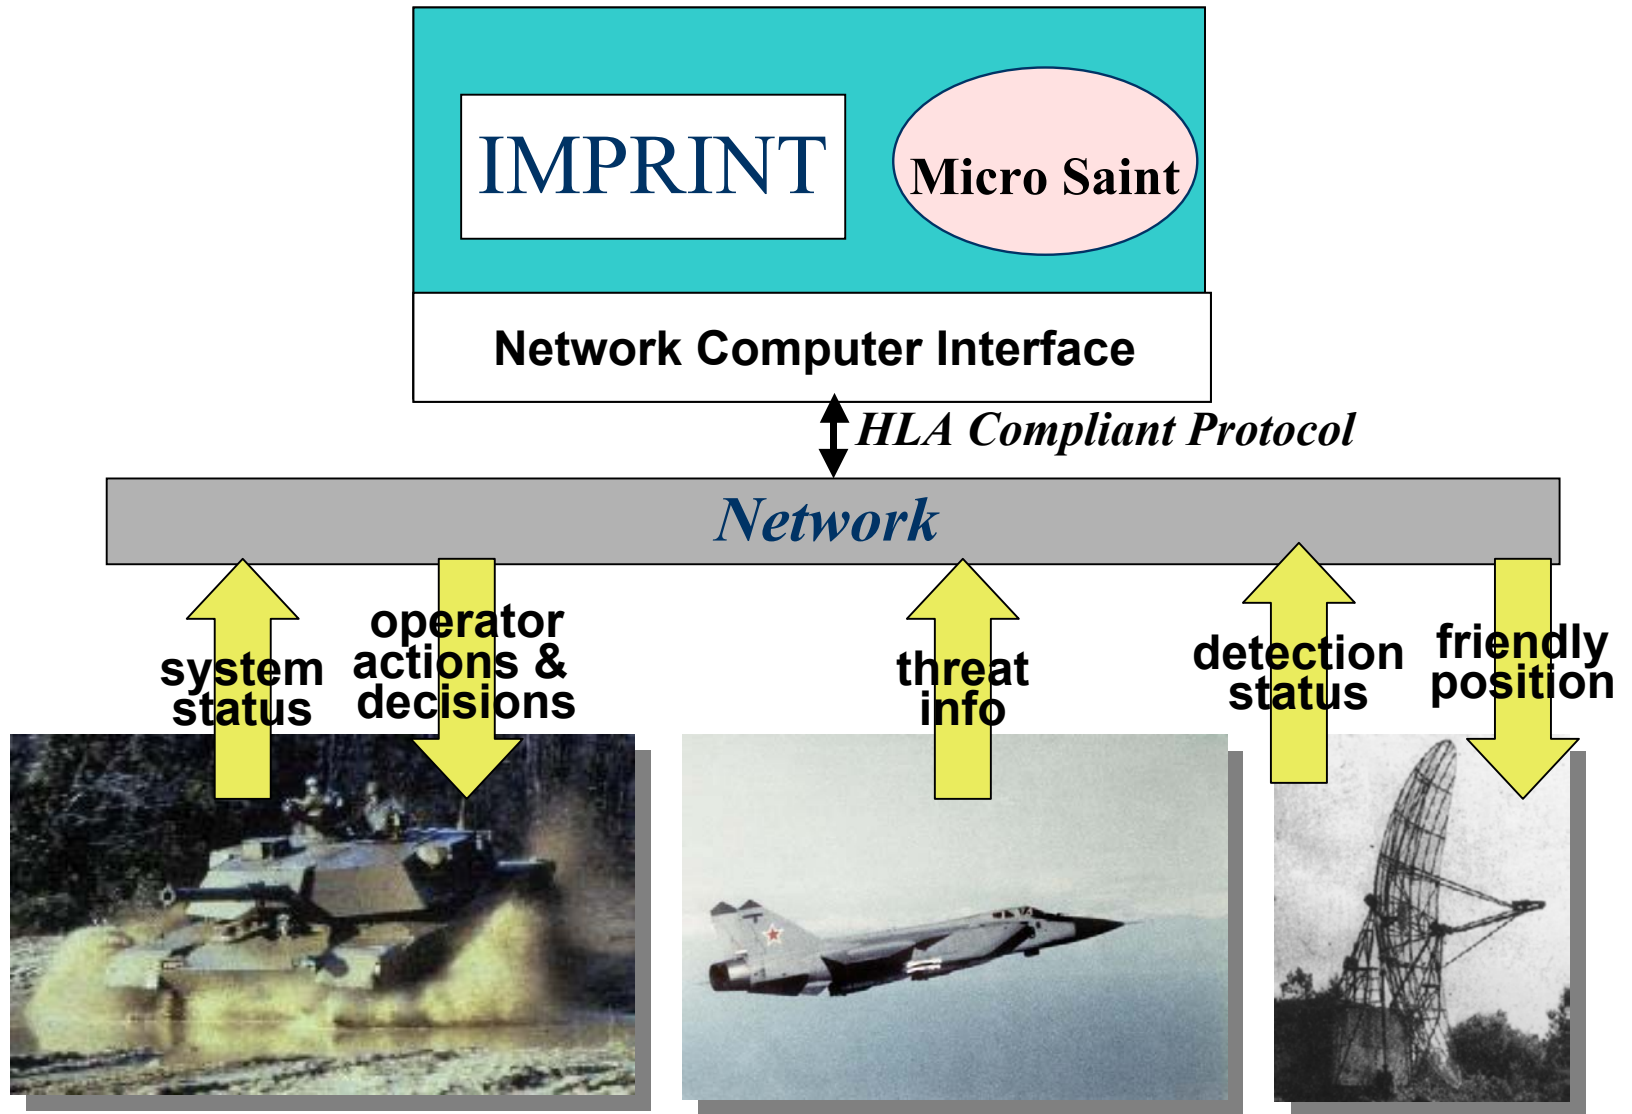 IMPRINT
Micro Saint
Network Computer Interface
HLA Compliant Protocol
Network
system
status
operator
actions &
decisions
threat
info
detection
status
friendly
position